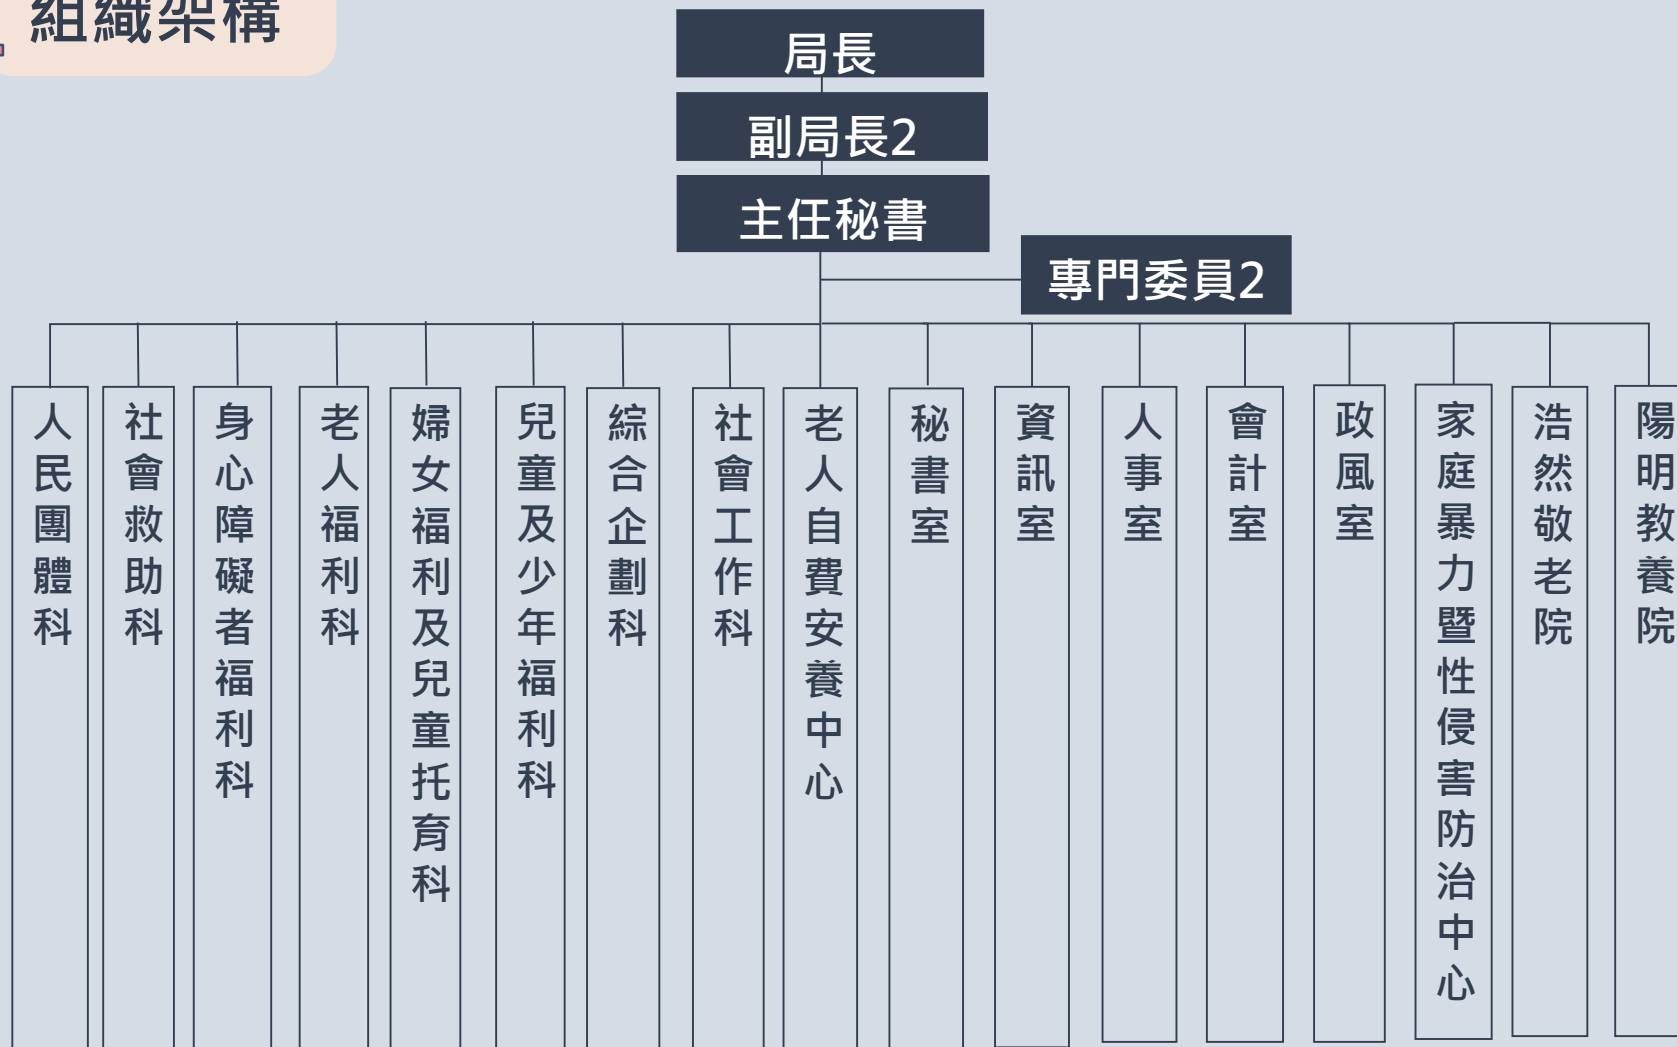 組織架構
局長
副局長2
主任秘書
專門委員2
人民團體科
社會救助科
身心障礙者福利科
老人福利科
婦女福利及兒童托育科
兒童及少年福利科
綜合企劃科
社會工作科
老人自費安養中心
秘書室
資訊室
人事室
會計室
政風室
家庭暴力暨性侵害防治中心
浩然敬老院
陽明教養院